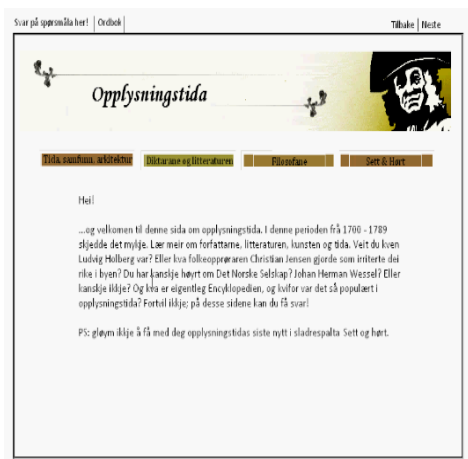 Svar på spørsmåla her! Ordbok Tilbake Neste
Opplysningstida
Tida, samfunn, arkitektur Diktarane og litteraturen Filosofane Sett & Hørt
Hei!
...og velkomen til denne sida om opplysningstida. I denne perioden frå 1700 - 1789
skjedde det mykje. Lær meir om forfattarne, litteraturen, kunsten og tida. Veit du kven
Ludvig Holberg var? Eller kva folkeopprøraren Christian Jensen gjorde som irriterte dei
rike i byen? Du har kanskje høyrt om Det Norske Selskap? Johan Herman Wessel? Eller
kanskje ikkje? Og kva er eigentleg Encyklopedien, og kvifor var det så populært i
opplysningstida? Fortvil ikkje; på desse sidene kan du få svar!
PS: gløym ikkje å få med deg opplysningstidas siste nytt i sladrespalta Sett og hørt.